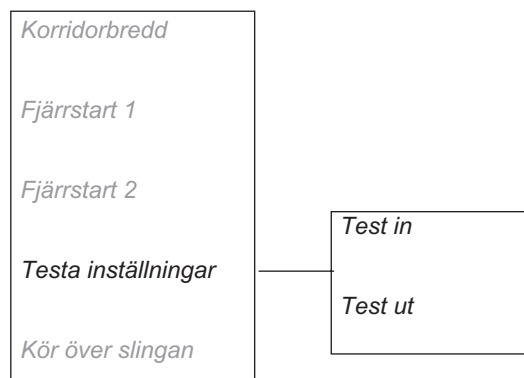 Korridorbredd
Fjärrstart 1
Fjärrstart 2
Testa inställningar
Kör över slingan
Test in
Test ut